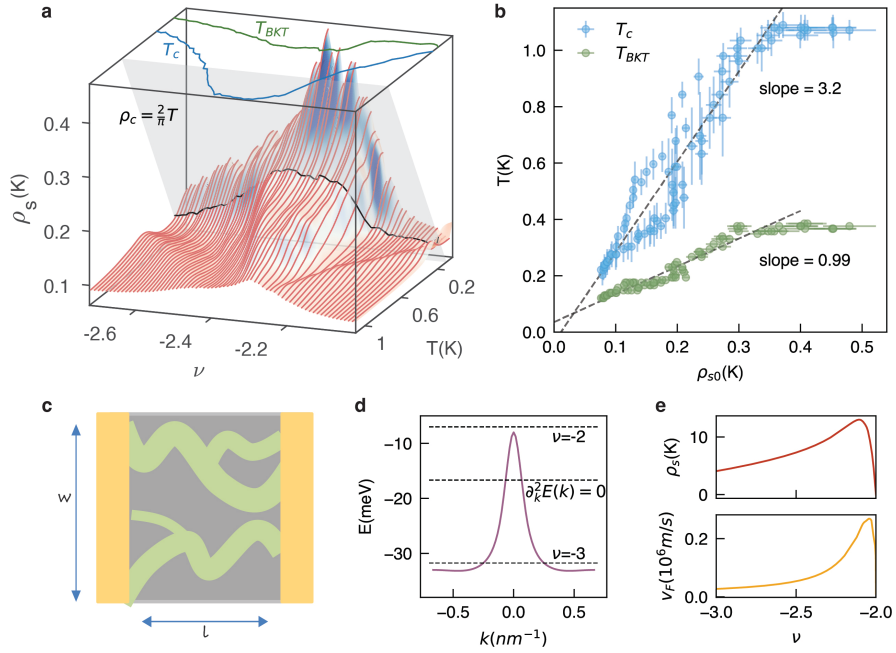 a
T_BKT
T_c
ρ_c = 2/π T
ρ_s(K)
0.4
0.3
0.2
0.1
-2.6
-2.4
-2.2
ν
1
0.6
0.2
T(K)
b
T_c
T_BKT
slope = 3.2
slope = 0.99
T(K)
1.0
0.8
0.6
0.4
0.2
0.0
0.0 0.1 0.2 0.3 0.4 0.5
ρ_s0(K)
c
w
l
d
E(meV)
−10
−20
−30
ν=-2
∂²_kE(k) = 0
ν=-3
−0.5 0.0 0.5
k(nm⁻¹)
e
ρ_s(K)
10
0
v_F(10⁶m/s)
0.2
0.0
−3.0 −2.5 −2.0
ν